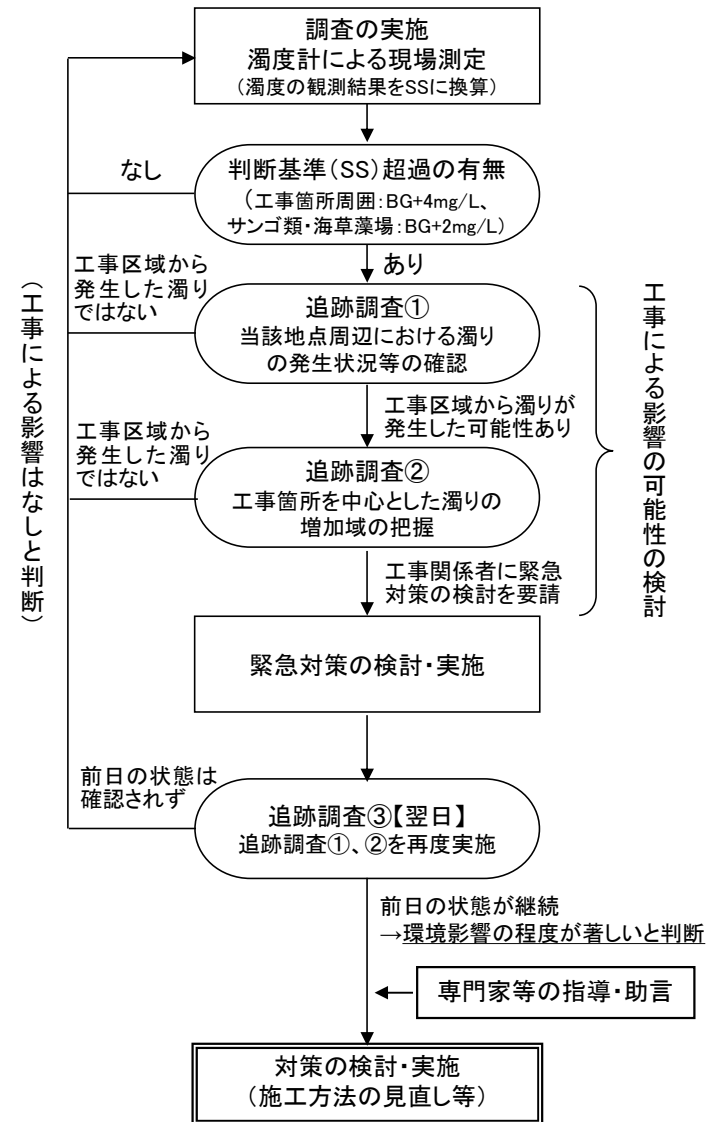 調査の実施
濁度計による現場測定
（濁度の観測結果をSSに換算）
なし
判断基準（SS）超過の有無
（工事箇所周囲：BG+4mg/L、
サンゴ類・海草藻場：BG+2mg/L）
あり
工事区域から
発生した濁り
ではない
追跡調査①
当該地点周辺における濁り
の発生状況等の確認
工事区域から濁りが
発生した可能性あり
工事区域から
発生した濁り
ではない
追跡調査②
工事箇所を中心とした濁りの
増加域の把握
工事関係者に緊急
対策の検討を要請
工事による影響の可能性の検討
（工事による影響はなしと判断）
緊急対策の検討・実施
前日の状態は
確認されず
追跡調査③【翌日】
追跡調査①、②を再度実施
前日の状態が継続
→環境影響の程度が著しいと判断
専門家等の指導・助言
対策の検討・実施
（施工方法の見直し等）